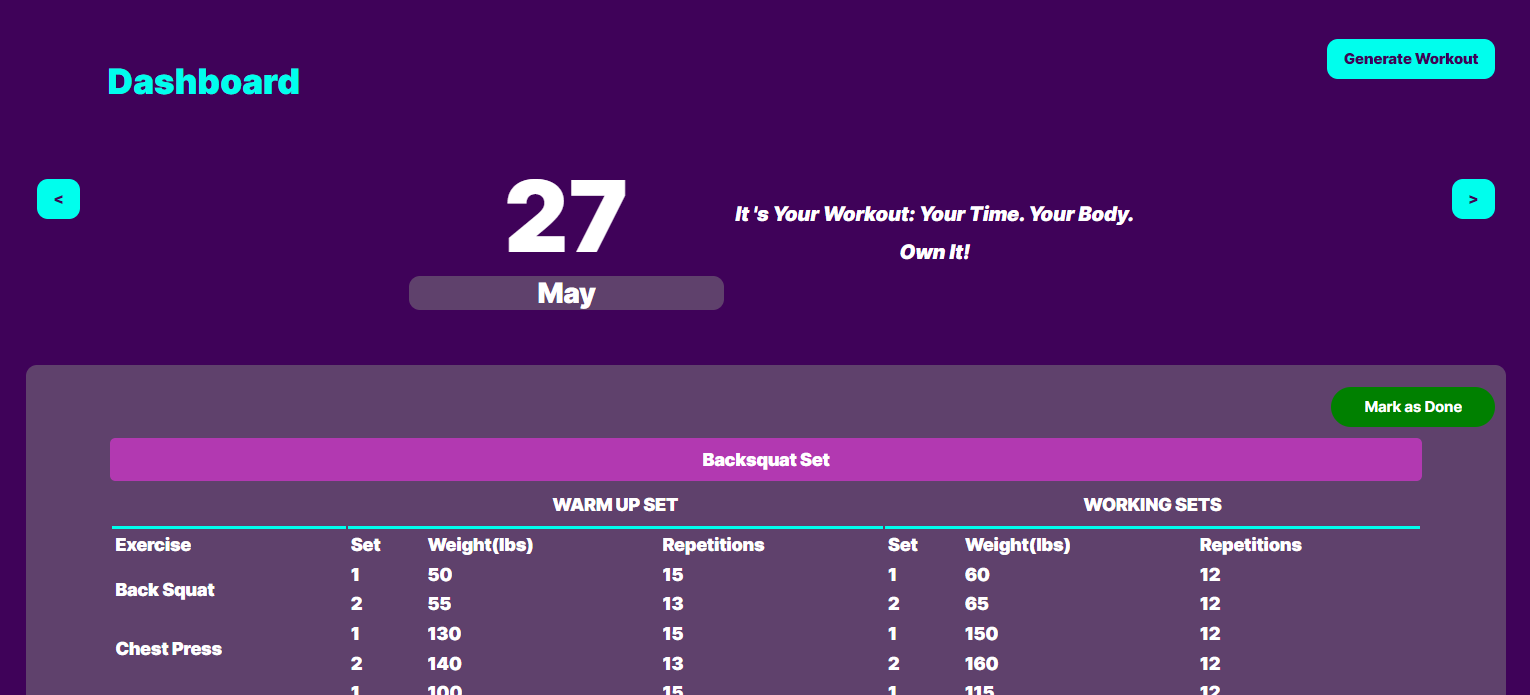 Dashboard
Generate Workout
<
27
May
It 's Your Workout: Your Time. Your Body.
Own It!
>
Mark as Done
Backsquat Set
WARM UP SET WORKING SETS
Exercise Set Weight(lbs) Repetitions Set Weight(lbs) Repetitions
Back Squat
1 50 15 1 60 12
2 55 13 2 65 12
Chest Press
1 130 15 1 150 12
2 140 13 2 160 12
1 100 15 1 115 12